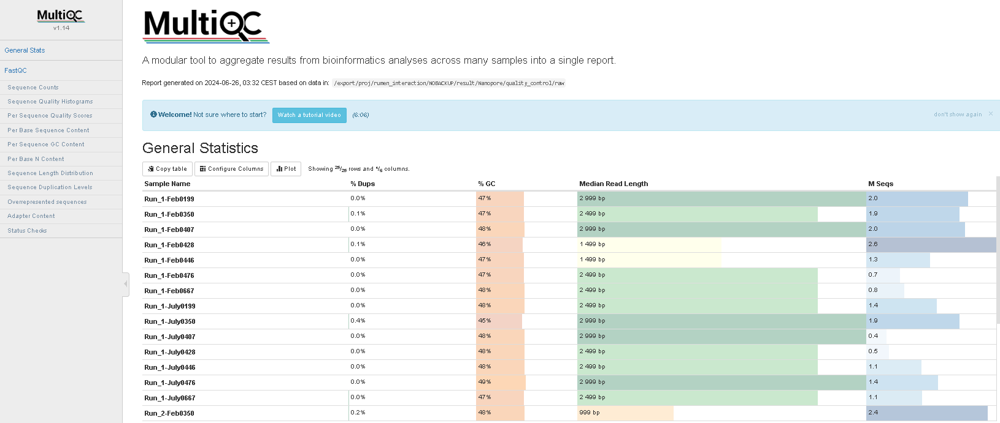 MultiQC
v1.14
General Stats
FastQC
Sequence Counts
Sequence Quality Histograms
Per Sequence Quality Scores
Per Base Sequence Content
Per Sequence GC Content
Per Base N Content
Sequence Length Distribution
Sequence Duplication Levels
Overrepresented sequences
Adapter Content
Status Checks
MultiQC
A modular tool to aggregate results from bioinformatics analyses across many samples into a single report.
Report generated on 2024-06-26, 03:32 CEST based on data in: /export/proj/rumen_interaction/NOBACKUP/result/Nanopore/quality_control/raw
Welcome! Not sure where to start? Watch a tutorial video (6:06) don't show again ×
General Statistics
Copy table Configure Columns Plot Showing 25/25 rows and 4/6 columns.
Sample Name % Dups % GC Median Read Length M Seqs
Run_1-Feb0199 0.0% 47% 2 999 bp 2.0
Run_1-Feb0350 0.1% 47% 2 499 bp 1.9
Run_1-Feb0407 0.0% 48% 2 999 bp 2.0
Run_1-Feb0428 0.1% 46% 1 499 bp 2.6
Run_1-Feb0446 0.0% 47% 1 499 bp 1.3
Run_1-Feb0476 0.0% 47% 2 499 bp 0.7
Run_1-Feb0667 0.0% 48% 2 499 bp 0.8
Run_1-July0199 0.0% 48% 2 499 bp 1.4
Run_1-July0350 0.4% 45% 2 999 bp 1.9
Run_1-July0407 0.0% 48% 2 999 bp 0.4
Run_1-July0428 0.0% 48% 2 499 bp 0.5
Run_1-July0446 0.0% 48% 2 499 bp 1.1
Run_1-July0476 0.0% 49% 2 999 bp 1.4
Run_1-July0667 0.0% 47% 2 499 bp 1.1
Run_2-Feb0350 0.2% 48% 999 bp 2.4